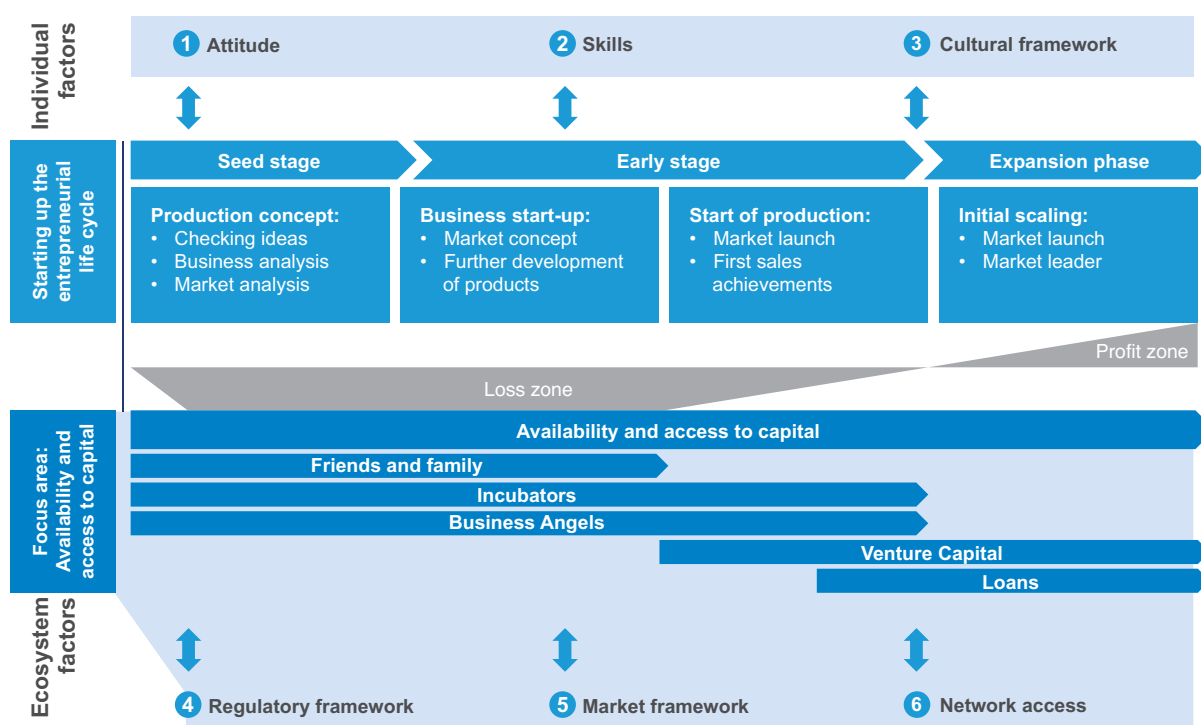 Individual
factors
1 Attitude
2 Skills
3 Cultural framework
Starting up the
entrepreneurial
life cycle
Seed stage
Early stage
Expansion phase
Production concept:
• Checking ideas
• Business analysis
• Market analysis
Business start-up:
• Market concept
• Further development
of products
Start of production:
• Market launch
• First sales
achievements
Initial scaling:
• Market launch
• Market leader
Profit zone
Loss zone
Focus area:
Availability and
access to capital
Availability and access to capital
Friends and family
Incubators
Business Angels
Venture Capital
Loans
Ecosystem
factors
4 Regulatory framework
5 Market framework
6 Network access